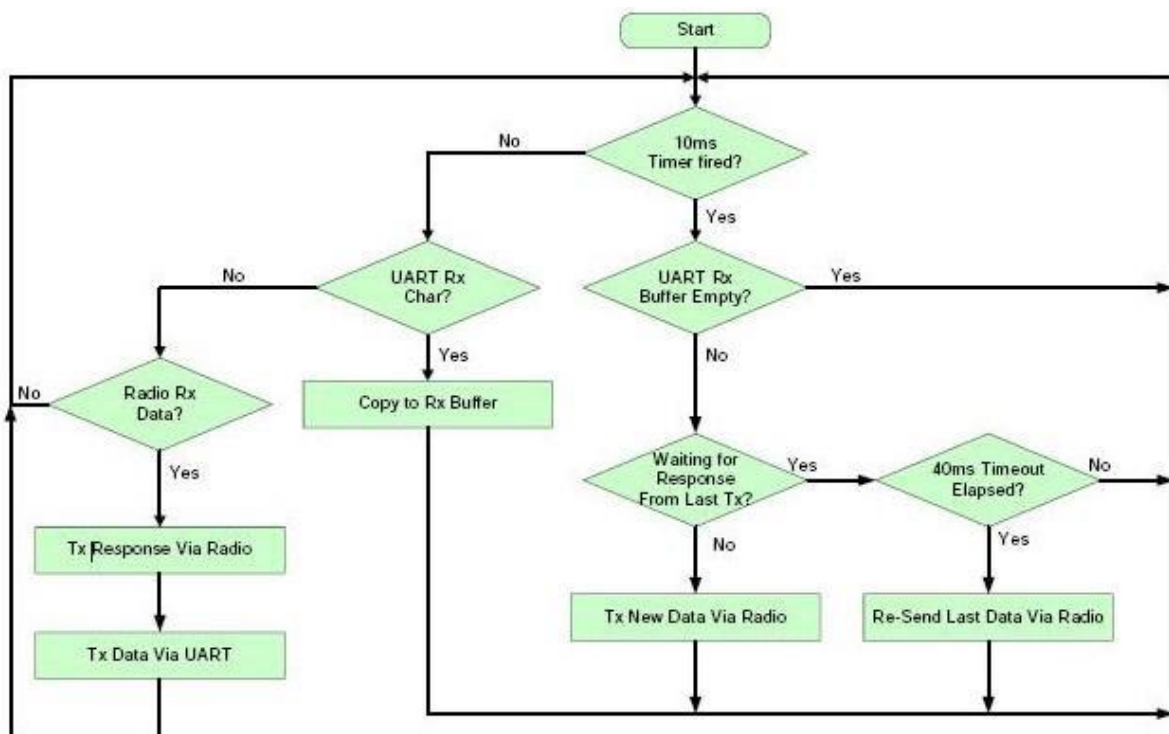 Start
10ms
Timer fired?
No
Yes
UART Rx
Char?
No
Yes
UART Rx
Buffer Empty?
Yes
No
Radio Rx
Data?
No
Yes
Copy to Rx Buffer
Waiting for
Response
From Last Tx?
Yes
No
40ms Timeout
Elapsed?
No
Yes
Tx Response Via Radio
Tx New Data Via Radio
Re-Send Last Data Via Radio
Tx Data Via UART